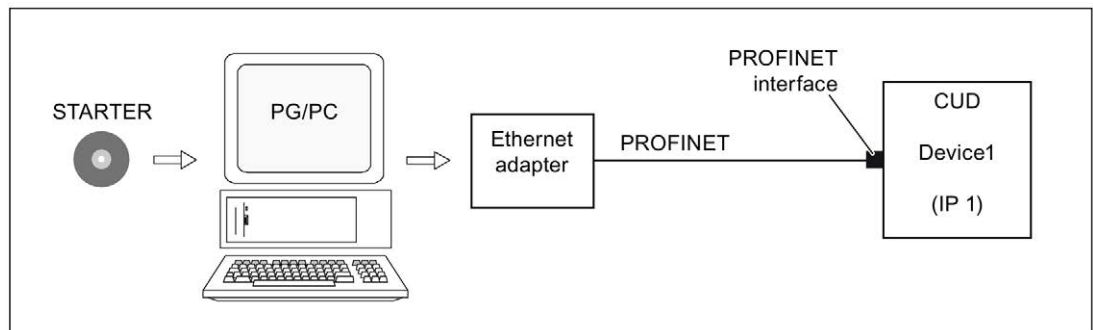 STARTER
PG/PC
Ethernet
adapter
PROFINET
PROFINET
interface
CUD
Device1
(IP 1)